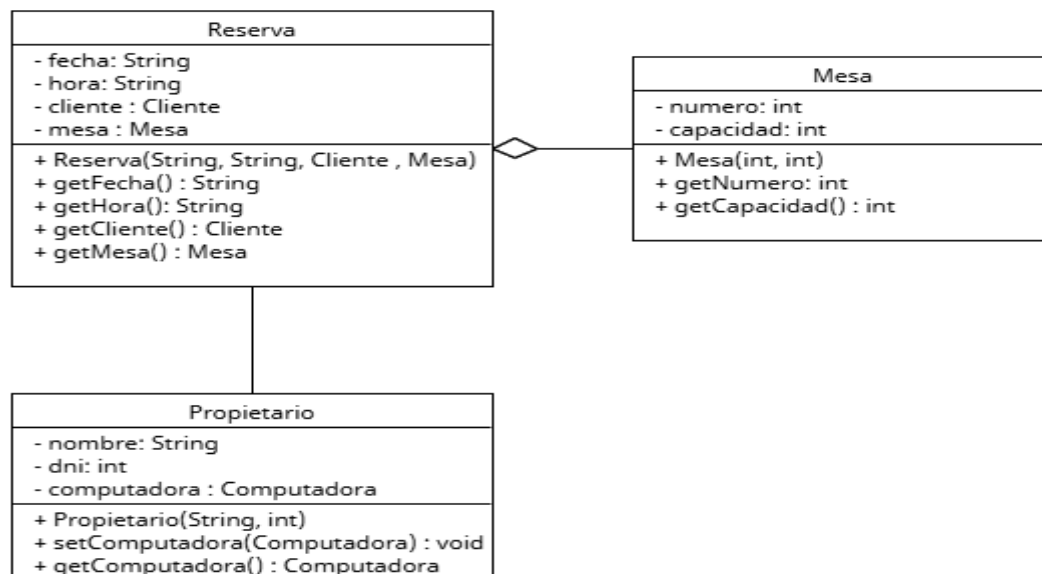 Reserva
- fecha: String
- hora: String
- cliente : Cliente
- mesa : Mesa
+ Reserva(String, String, Cliente , Mesa)
+ getFecha() : String
+ getHora(): String
+ getCliente() : Cliente
+ getMesa() : Mesa
Mesa
- numero: int
- capacidad: int
+ Mesa(int, int)
+ getNumero: int
+ getCapacidad() : int
Propietario
- nombre: String
- dni: int
- computadora : Computadora
+ Propietario(String, int)
+ setComputadora(Computadora) : void
+ getComputadora() : Computadora